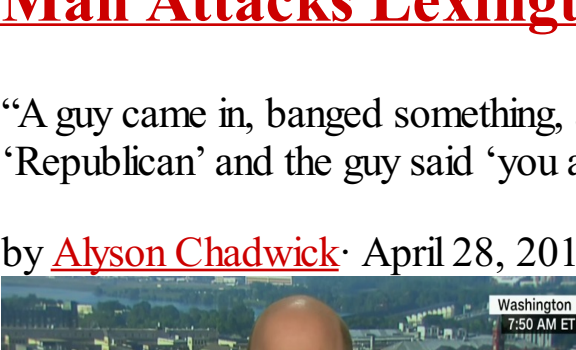 Man Attacks Lexingt
“A guy came in, banged something,
‘Republican’ and the guy said ‘you a
by Alyson Chadwick· April 28, 201
Washington
7:50 AM ET